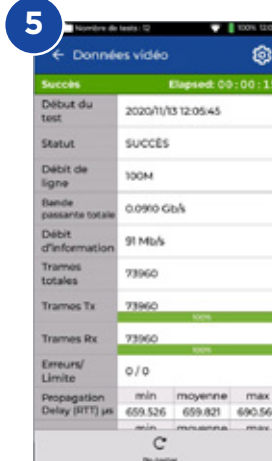 5
Nombre de tests : 12
100% 12:0
← Données vidéo
Succès Elapsed: 00:00:1
Début du test 2020/11/13 12:05:45
Statut SUCCÈS
Débit de ligne 100M
Bande passante totale 0.0910 Gb/s
Débit d'information 91 Mb/s
Trames totales 73960
Trames Tx 73960
100%
Trames Rx 73960
100%
Erreurs/ Limite 0/0
Propagation Delay (RTT) µs
min moyenne max
659.526 659.821 690.56
min moyenne max